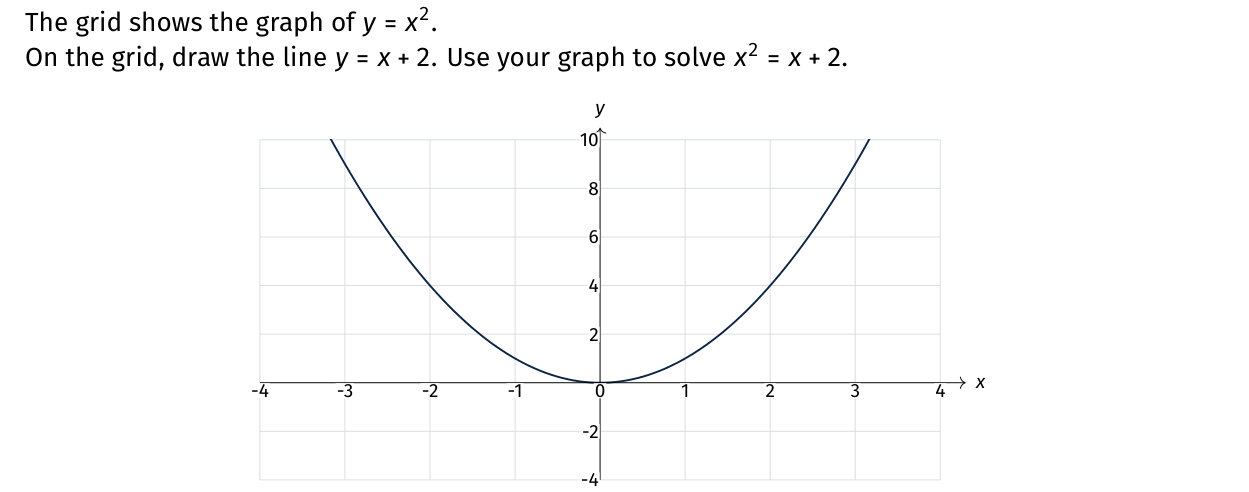 The grid shows the graph of y = x².
On the grid, draw the line y = x + 2. Use your graph to solve x² = x + 2.
y
10
8
6
4
2
-4 -3 -2 -1 0 1 2 3 4 x
-2
-4